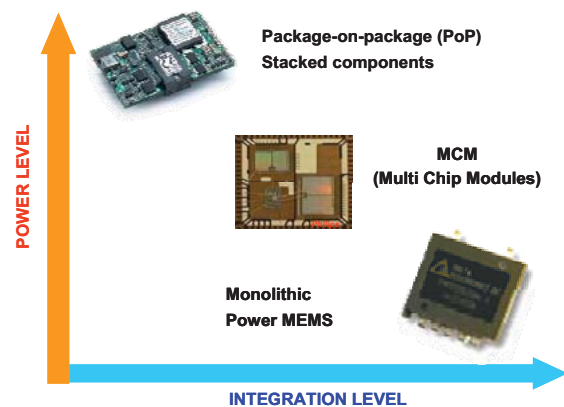 Package-on-package (PoP)
Stacked components
MCM
(Multi Chip Modules)
Monolithic
Power MEMS
POWER LEVEL
INTEGRATION LEVEL